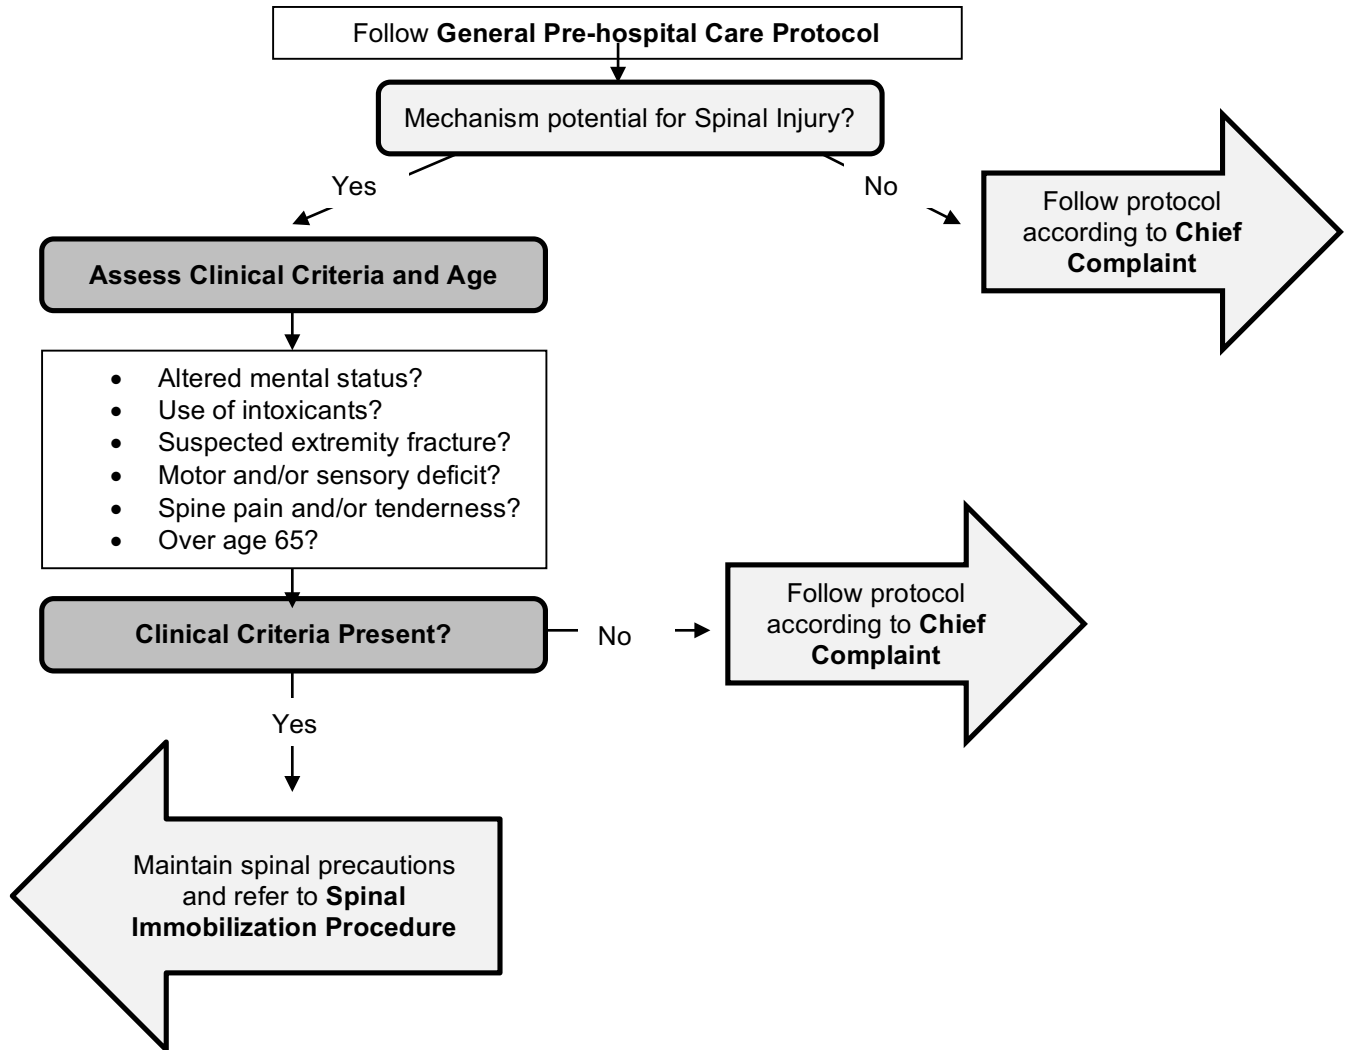 Follow General Pre-hospital Care Protocol
Mechanism potential for Spinal Injury?
Yes
No
Follow protocol
according to Chief
Complaint
Assess Clinical Criteria and Age
• Altered mental status?
• Use of intoxicants?
• Suspected extremity fracture?
• Motor and/or sensory deficit?
• Spine pain and/or tenderness?
• Over age 65?
Clinical Criteria Present?
No
Follow protocol
according to Chief
Complaint
Yes
Maintain spinal precautions
and refer to Spinal
Immobilization Procedure